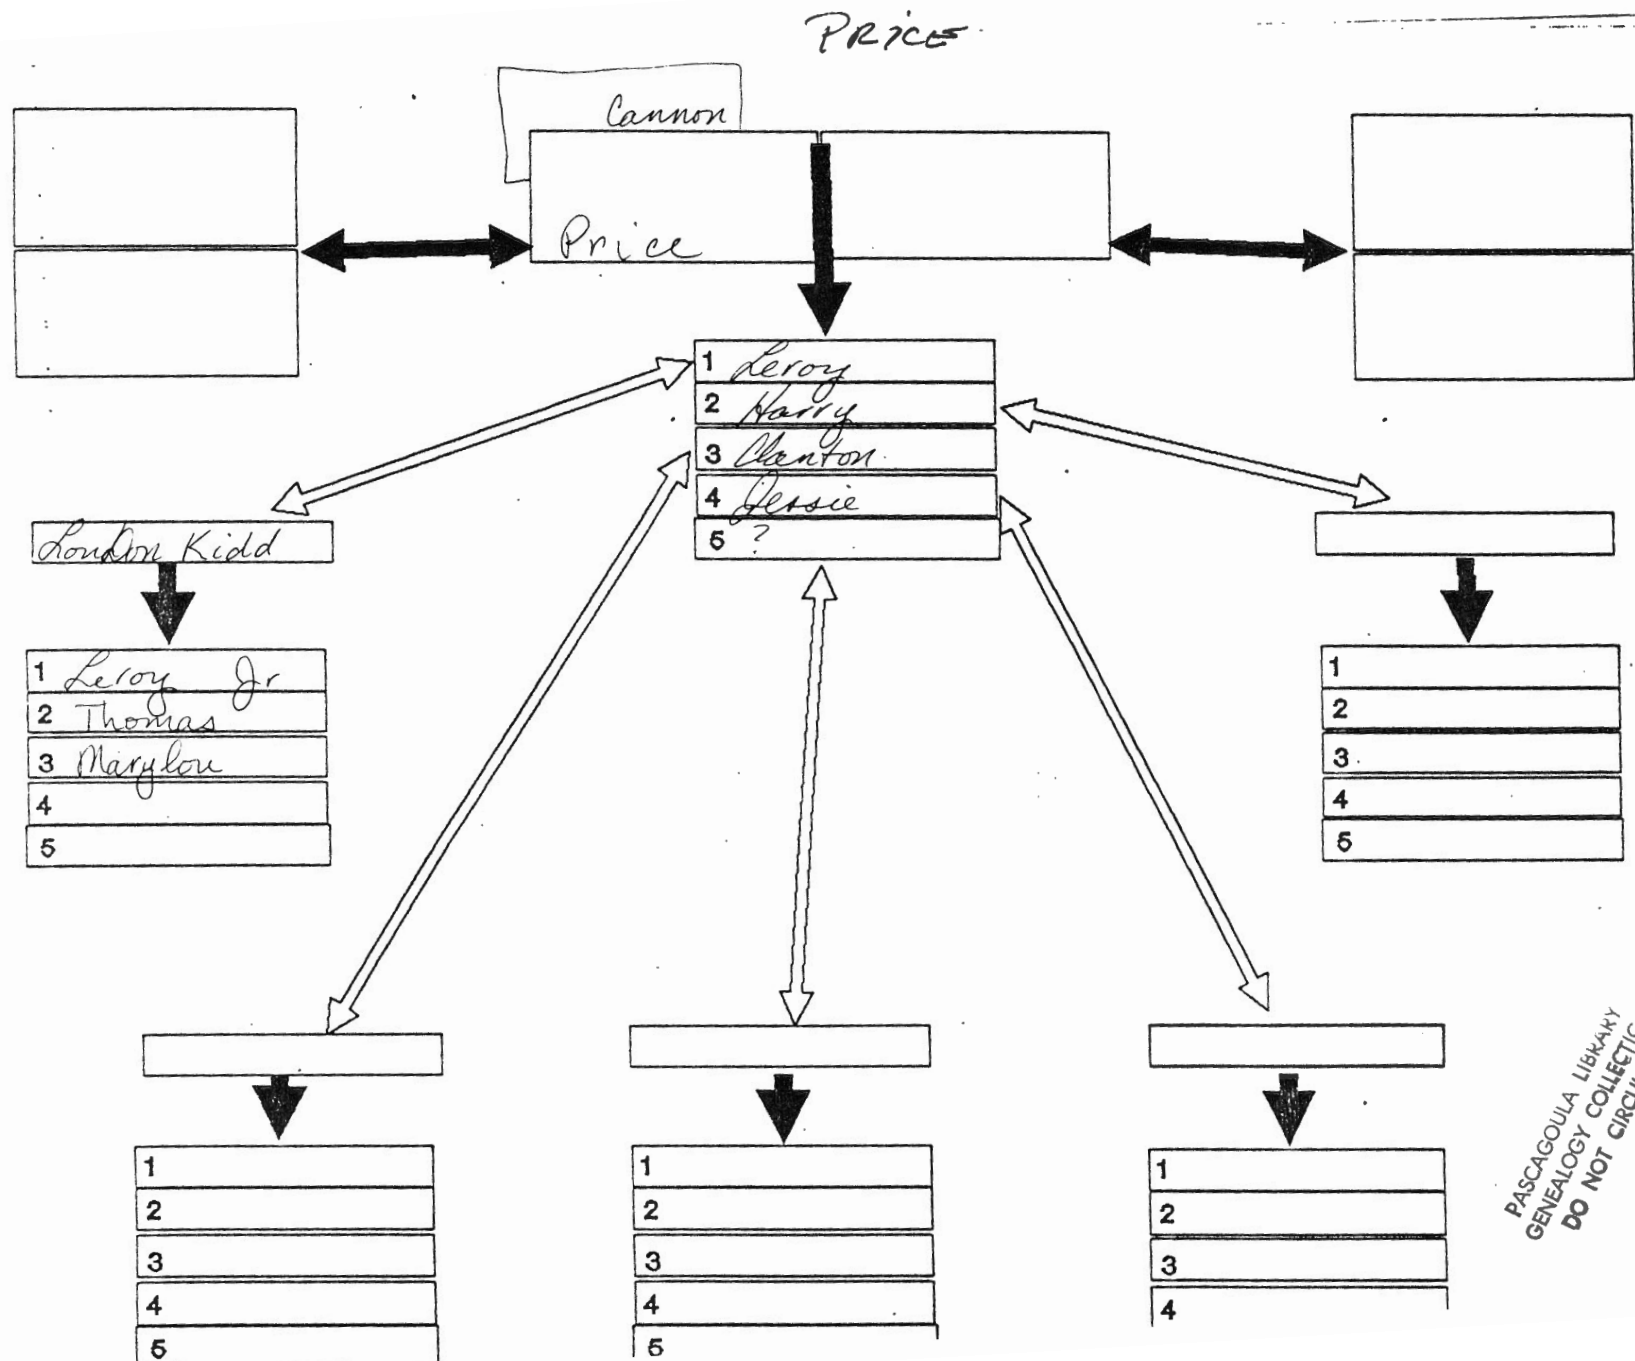 PRICE
Cannon
Price
1 Leroy
2 Harry
3 Clanton
4 Jessie
5 ?
London Kidd
1 Leroy Jr
2 Thomas
3 Marylou
4
5
1
2
3
4
5
1
2
3
4
5
1
2
3
4
5
1
2
3
4
PASCAGOULA LIBRARY
GENEALOGY COLLECTIO
DO NOT CIRCU